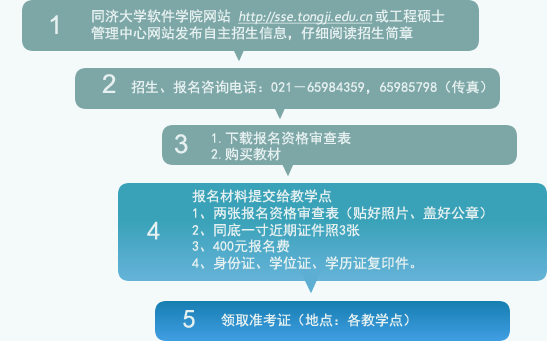 1
同济大学软件学院网站 http://sse.tongji.edu.cn 或工程硕士
管理中心网站发布自主招生信息，仔细阅读招生简章
2
招生、报名咨询电话：021－65984359，65985798（传真）
3
1.下载报名资格审查表
2.购买教材
4
报名材料提交给教学点
1、两张报名资格审查表（贴好照片、盖好公章）
2、同底一寸近期证件照3张
3、400元报名费
4、身份证、学位证、学历证复印件。
5
领取准考证（地点：各教学点）